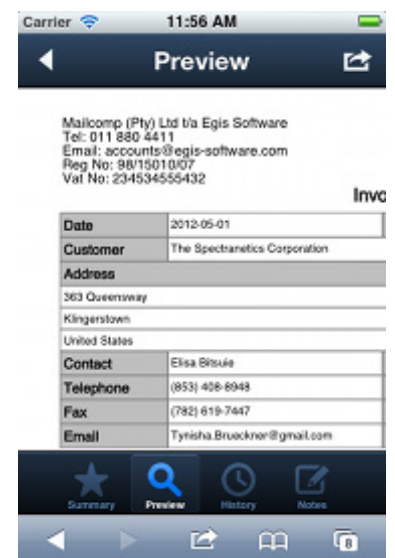 Carrier 11:56 AM
Preview
Mailcomp (Pty) Ltd t/a Egis Software
Tel: 011 880 4411
Email: accounts@egis-software.com
Reg No: 98/15010/07
Vat No: 234534555432
Invo
Date 2012-05-01
Customer The Spectranetics Corporation
Address
363 Queensway
Klingerstown
United States
Contact Elisa Bitsuie
Telephone (853) 408-8948
Fax (782) 619-7447
Email Tynisha.Brueckner@gmail.com
Summary Preview History Notes
8